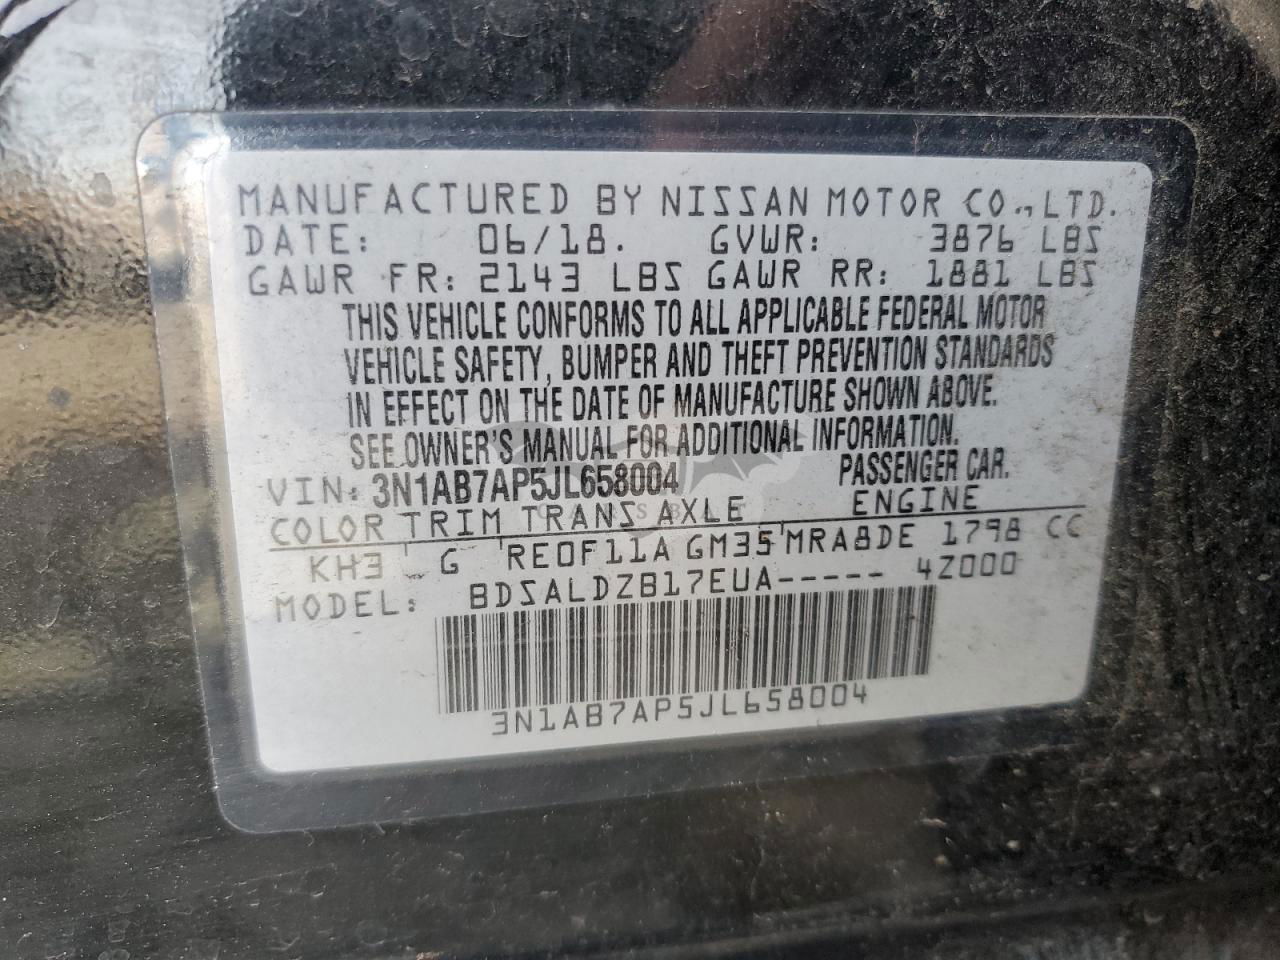 MANUFACTURED BY NISSAN MOTOR CO., LTD.
DATE: 06/18. GVWR: 3876 LBS
GAWR FR: 2143 LBS GAWR RR: 1881 LBS
THIS VEHICLE CONFORMS TO ALL APPLICABLE FEDERAL MOTOR
VEHICLE SAFETY, BUMPER AND THEFT PREVENTION STANDARDS
IN EFFECT ON THE DATE OF MANUFACTURE SHOWN ABOVE.
SEE OWNER'S MANUAL FOR ADDITIONAL INFORMATION.
VIN: 3N1AB7AP5JL658004 PASSENGER CAR.
COLOR TRIM TRANS AXLE ENGINE
KH3 G RE0F11A GM35 MRA8DE 1798 CC
MODEL: BDSALDZB17EUA----- 4Z000
3N1AB7AP5JL658004
CARSBAT